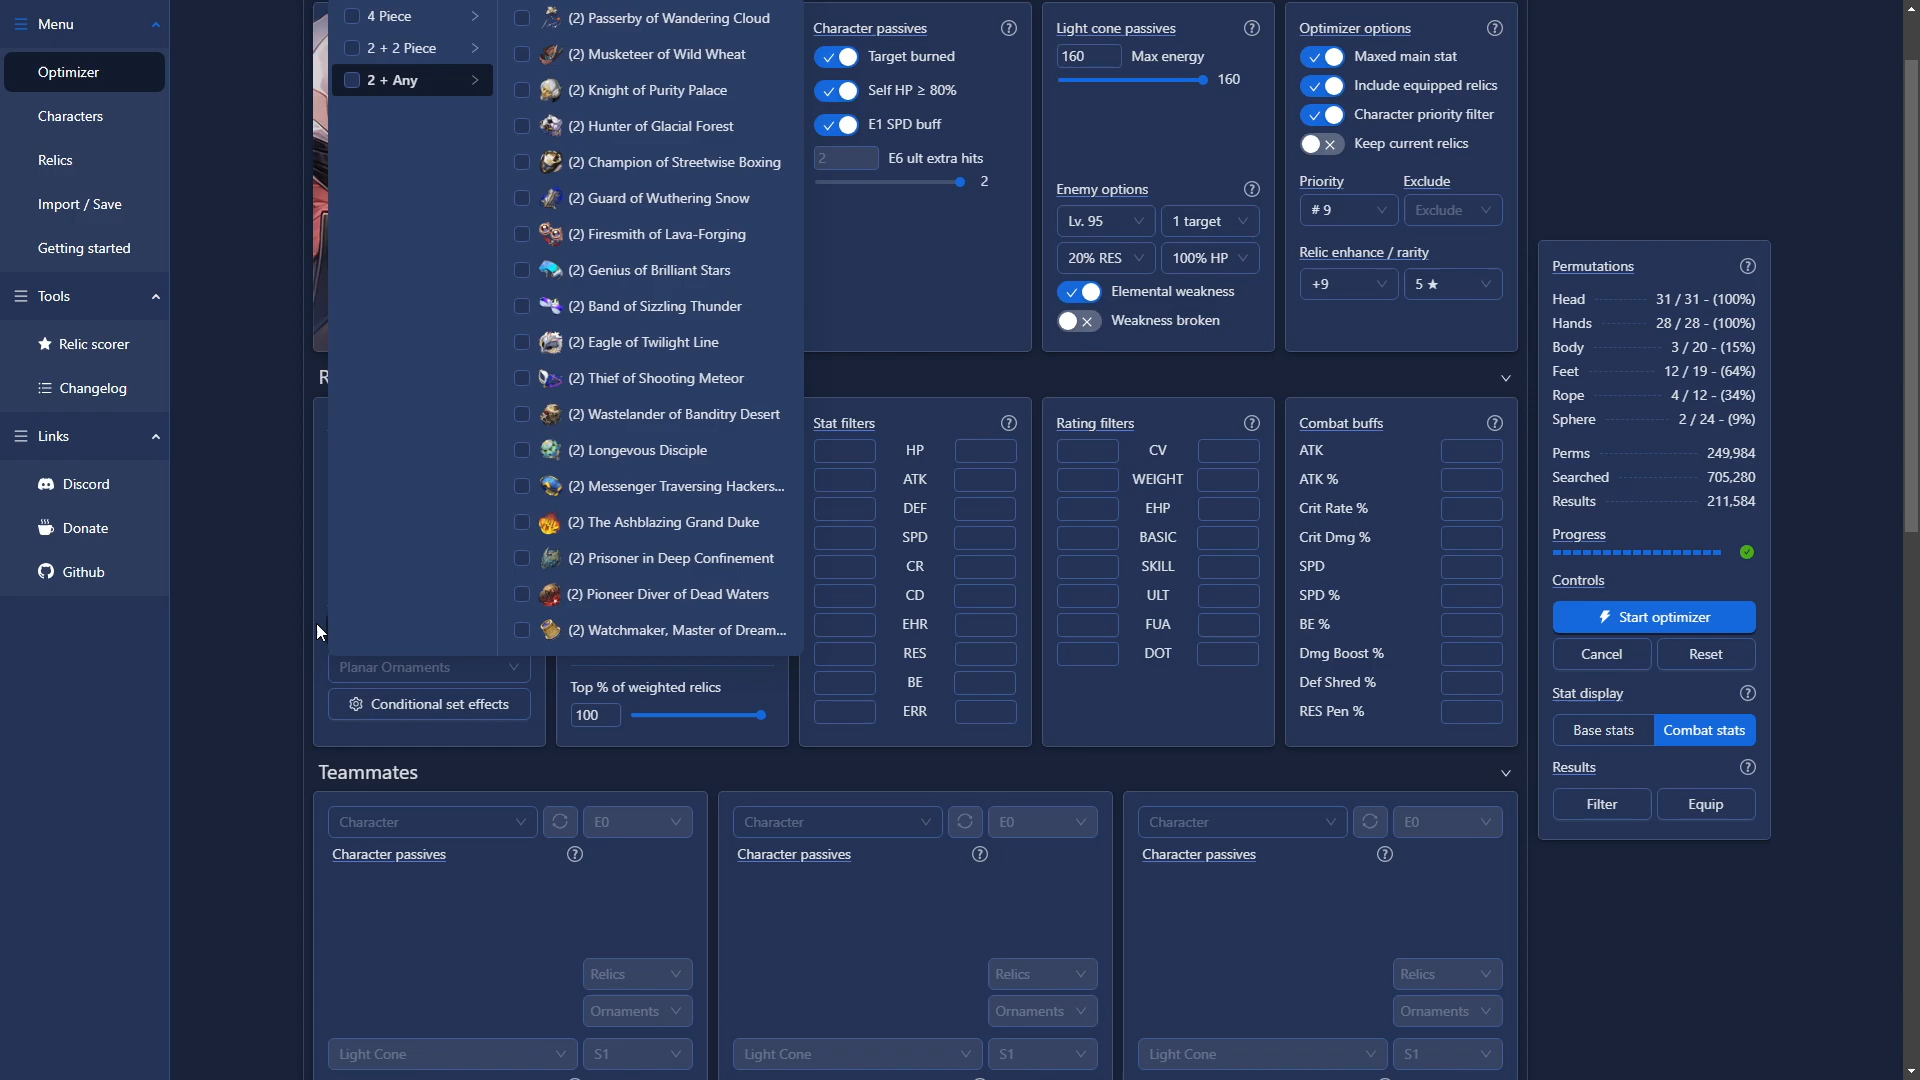 Menu
Optimizer
Characters
Relics
Import / Save
Getting started
Tools
Relic scorer
Changelog
Links
Discord
Donate
Github
4 Piece
2 + 2 Piece
2 + Any
(2) Passerby of Wandering Cloud
(2) Musketeer of Wild Wheat
(2) Knight of Purity Palace
(2) Hunter of Glacial Forest
(2) Champion of Streetwise Boxing
(2) Guard of Wuthering Snow
(2) Firesmith of Lava-Forging
(2) Genius of Brilliant Stars
(2) Band of Sizzling Thunder
(2) Eagle of Twilight Line
(2) Thief of Shooting Meteor
(2) Wastelander of Banditry Desert
(2) Longevous Disciple
(2) Messenger Traversing Hackers...
(2) The Ashblazing Grand Duke
(2) Prisoner in Deep Confinement
(2) Pioneer Diver of Dead Waters
(2) Watchmaker, Master of Dream...
R
Planar Ornaments
Conditional set effects
Top % of weighted relics
100
Character passives
Target burned
Self HP ≥ 80%
E1 SPD buff
2 E6 ult extra hits
2
Light cone passives
160 Max energy
160
Enemy options
Lv. 95 1 target
20% RES 100% HP
Elemental weakness
Weakness broken
Optimizer options
Maxed main stat
Include equipped relics
Character priority filter
Keep current relics
Priority Exclude
# 9 Exclude
Relic enhance / rarity
+9 5 ★
Stat filters
HP
ATK
DEF
SPD
CR
CD
EHR
RES
BE
ERR
Rating filters
CV
WEIGHT
EHP
BASIC
SKILL
ULT
FUA
DOT
Combat buffs
ATK
ATK %
Crit Rate %
Crit Dmg %
SPD
SPD %
BE %
Dmg Boost %
Def Shred %
RES Pen %
Permutations
Head 31 / 31 - (100%)
Hands 28 / 28 - (100%)
Body 3 / 20 - (15%)
Feet 12 / 19 - (64%)
Rope 4 / 12 - (34%)
Sphere 2 / 24 - (9%)
Perms 249,984
Searched 705,280
Results 211,584
Progress
Controls
Start optimizer
Cancel Reset
Stat display
Base stats Combat stats
Results
Filter Equip
Teammates
Character E0
Character passives
Relics
Ornaments
Light Cone S1
Character E0
Character passives
Relics
Ornaments
Light Cone S1
Character E0
Character passives
Relics
Ornaments
Light Cone S1